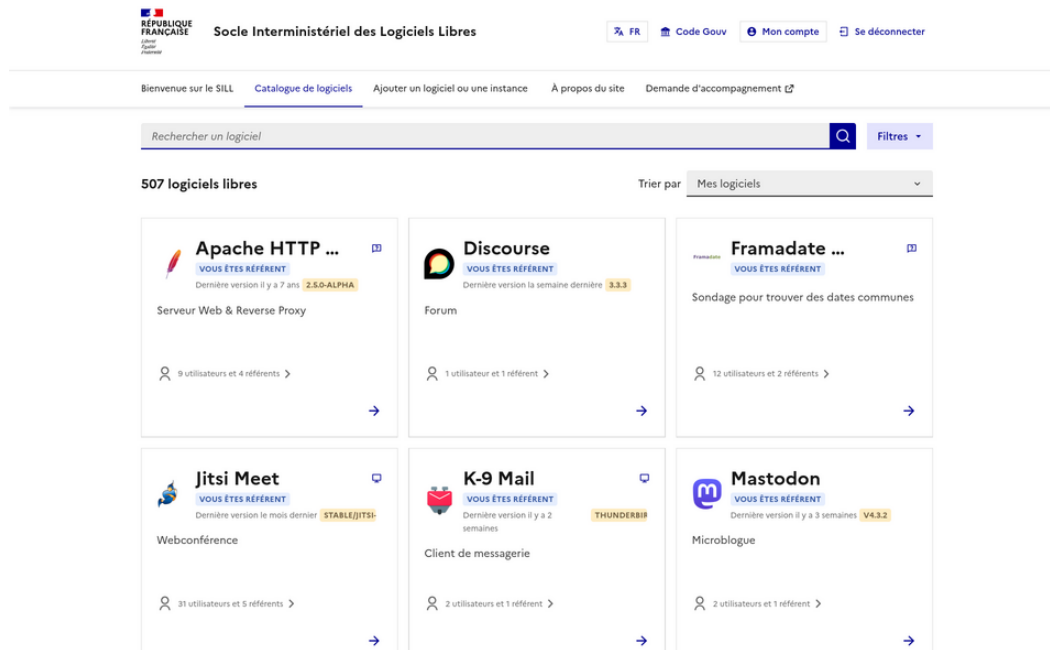 RÉPUBLIQUE
FRANÇAISE
Liberté
Égalité
Fraternité
Socle Interministériel des Logiciels Libres
FR
Code Gouv
Mon compte
Se déconnecter
Bienvenue sur le SILL
Catalogue de logiciels
Ajouter un logiciel ou une instance
À propos du site
Demande d'accompagnement
Rechercher un logiciel
Filtres
507 logiciels libres
Trier par
Mes logiciels
Apache HTTP ...
VOUS ÊTES RÉFÉRENT
Dernière version il y a 7 ans 2.5.0-ALPHA
Serveur Web & Reverse Proxy
9 utilisateurs et 4 référents
Discourse
VOUS ÊTES RÉFÉRENT
Dernière version la semaine dernière 3.3.3
Forum
1 utilisateur et 1 référent
Framadate
Framadate ...
VOUS ÊTES RÉFÉRENT
Sondage pour trouver des dates communes
12 utilisateurs et 2 référents
Jitsi Meet
VOUS ÊTES RÉFÉRENT
Dernière version le mois dernier STABLE/JITSI-
Webconférence
31 utilisateurs et 5 référents
K-9 Mail
VOUS ÊTES RÉFÉRENT
Dernière version il y a 2 THUNDERBIR
semaines
Client de messagerie
2 utilisateurs et 1 référent
Mastodon
VOUS ÊTES RÉFÉRENT
Dernière version il y a 3 semaines V4.3.2
Microblogue
2 utilisateurs et 1 référent